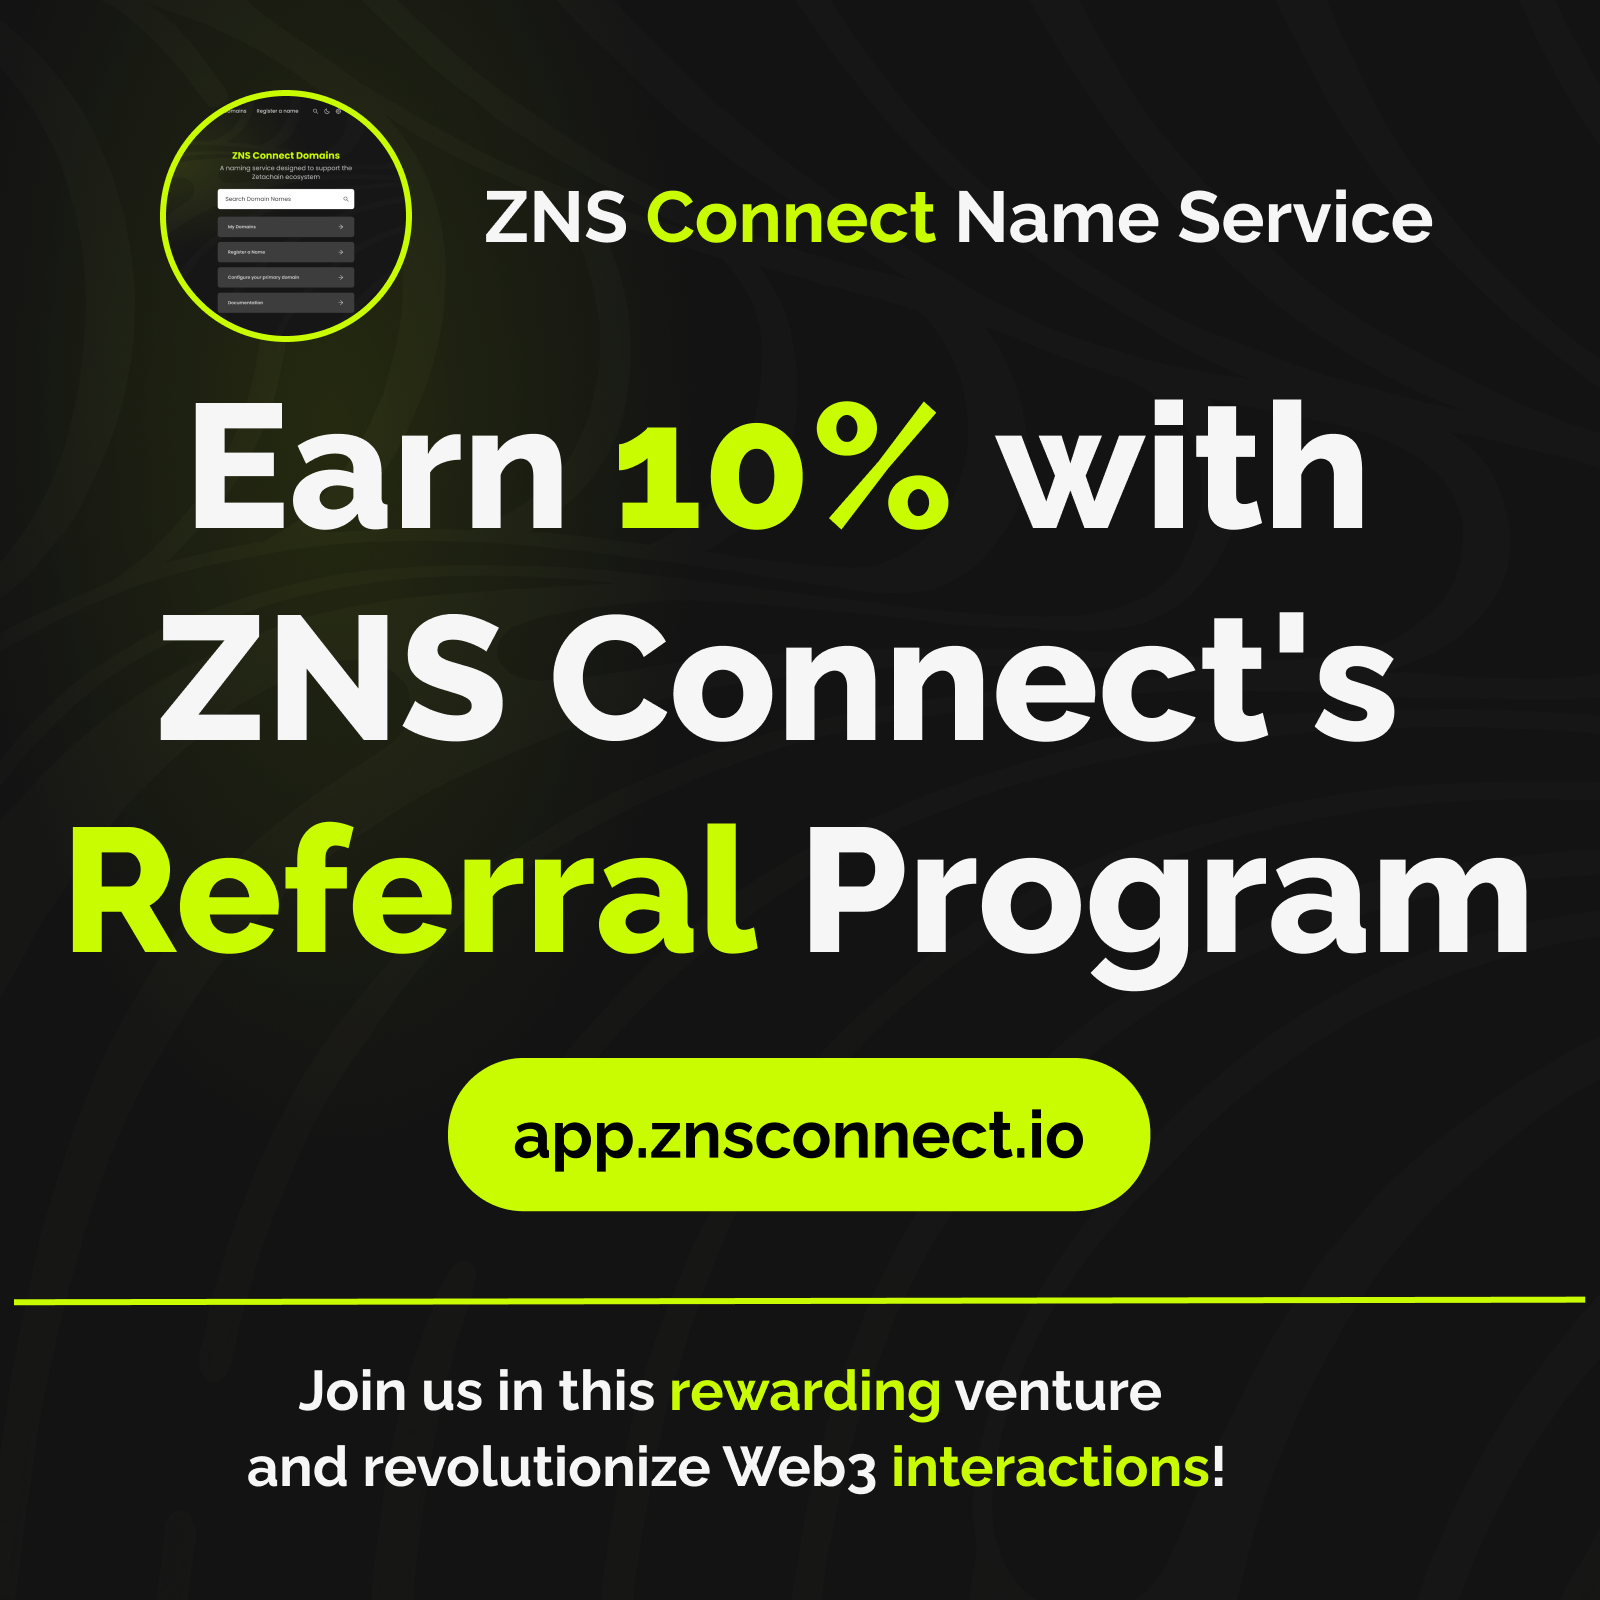 Domains Register a name
ZNS Connect Domains
A naming service designed to support the
Zetachain ecosystem
Search Domain Names
My Domains
Register a Name
Configure your primary domain
Documentation
ZNS Connect Name Service
Earn 10% with
ZNS Connect's
Referral Program
app.znsconnect.io
Join us in this rewarding venture
and revolutionize Web3 interactions!